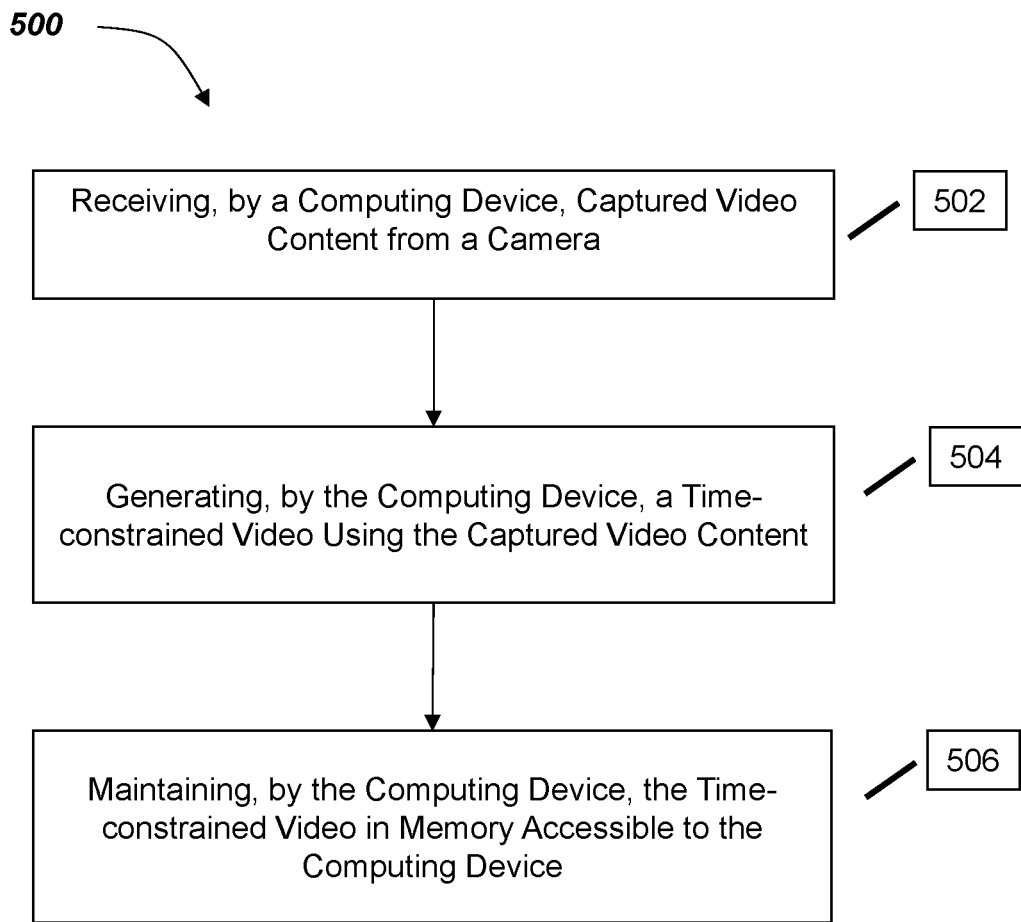 500
Receiving, by a Computing Device, Captured Video
Content from a Camera
502
Generating, by the Computing Device, a Time-
constrained Video Using the Captured Video Content
504
Maintaining, by the Computing Device, the Time-
constrained Video in Memory Accessible to the
Computing Device
506